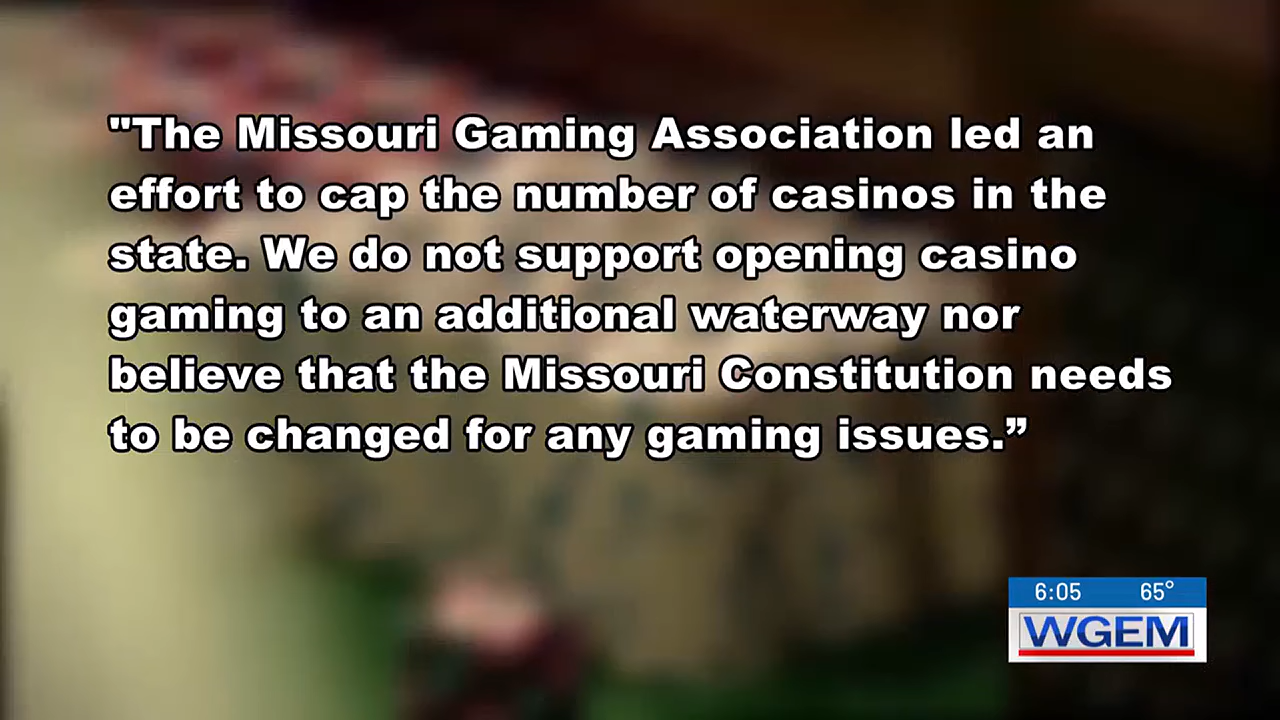 "The Missouri Gaming Association led an
effort to cap the number of casinos in the
state. We do not support opening casino
gaming to an additional waterway nor
believe that the Missouri Constitution needs
to be changed for any gaming issues.”
6:05 65°
WGEM